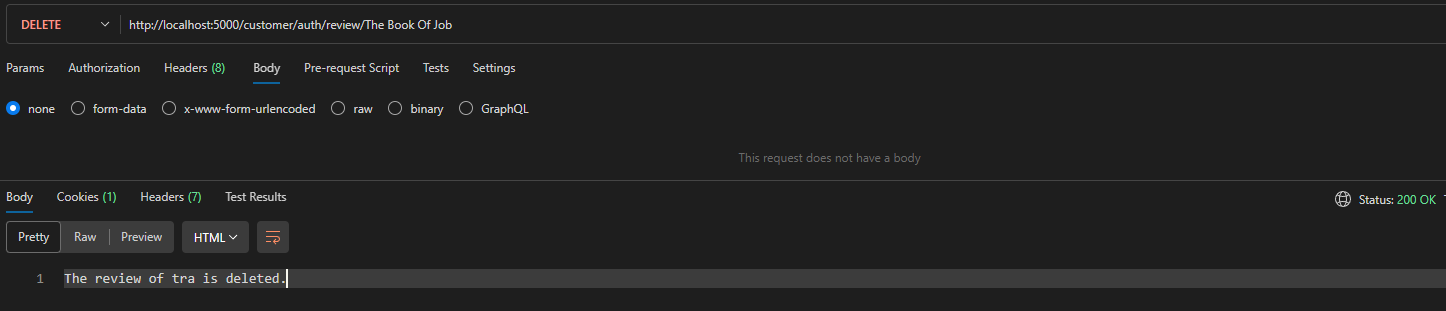 DELETE http://localhost:5000/customer/auth/review/The Book Of Job
Params Authorization Headers (8) Body Pre-request Script Tests Settings
none form-data x-www-form-urlencoded raw binary GraphQL
This request does not have a body
Body Cookies (1) Headers (7) Test Results Status: 200 OK
Pretty Raw Preview HTML
1 The review of tra is deleted.